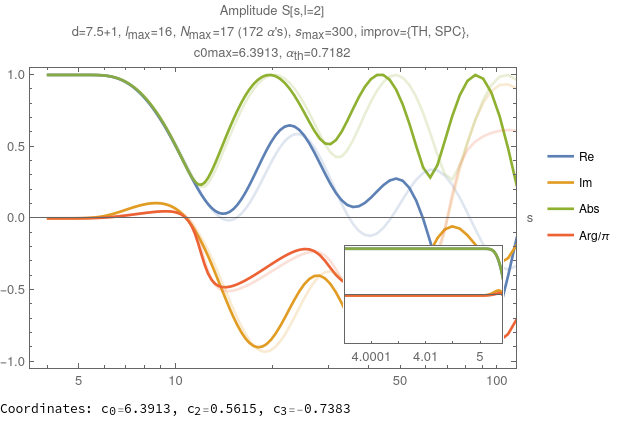 Amplitude S[s,l=2]
d=7.5+1, lmax=16, Nmax=17 (172 α's), smax=300, improv={TH, SPC},
c0max=6.3913, αth=0.7182
1.0
0.5
0.0
−0.5
−1.0
s
Re
Im
Abs
Arg/π
4.0001 4.01 5
5 10 50 100
Coordinates: c0=6.3913, c2=0.5615, c3=−0.7383